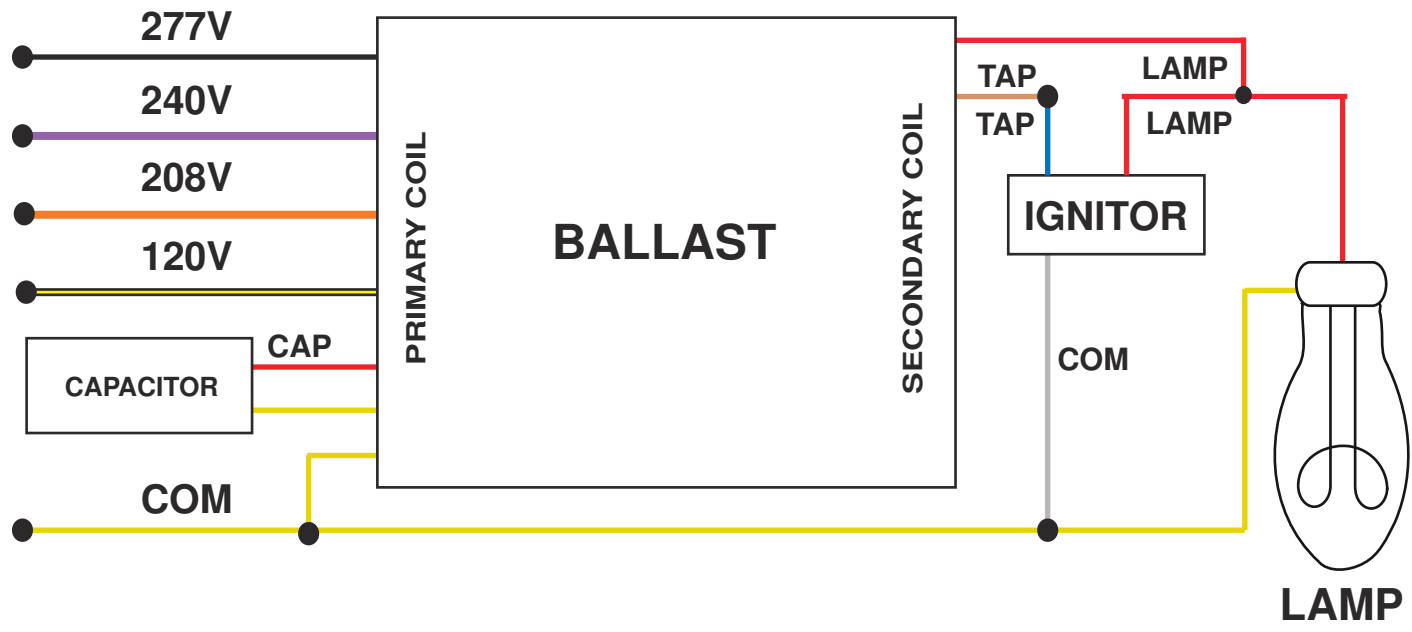 277V
240V
208V
120V
CAPACITOR
CAP
COM
PRIMARY COIL
BALLAST
SECONDARY COIL
TAP
TAP
LAMP
LAMP
IGNITOR
COM
LAMP